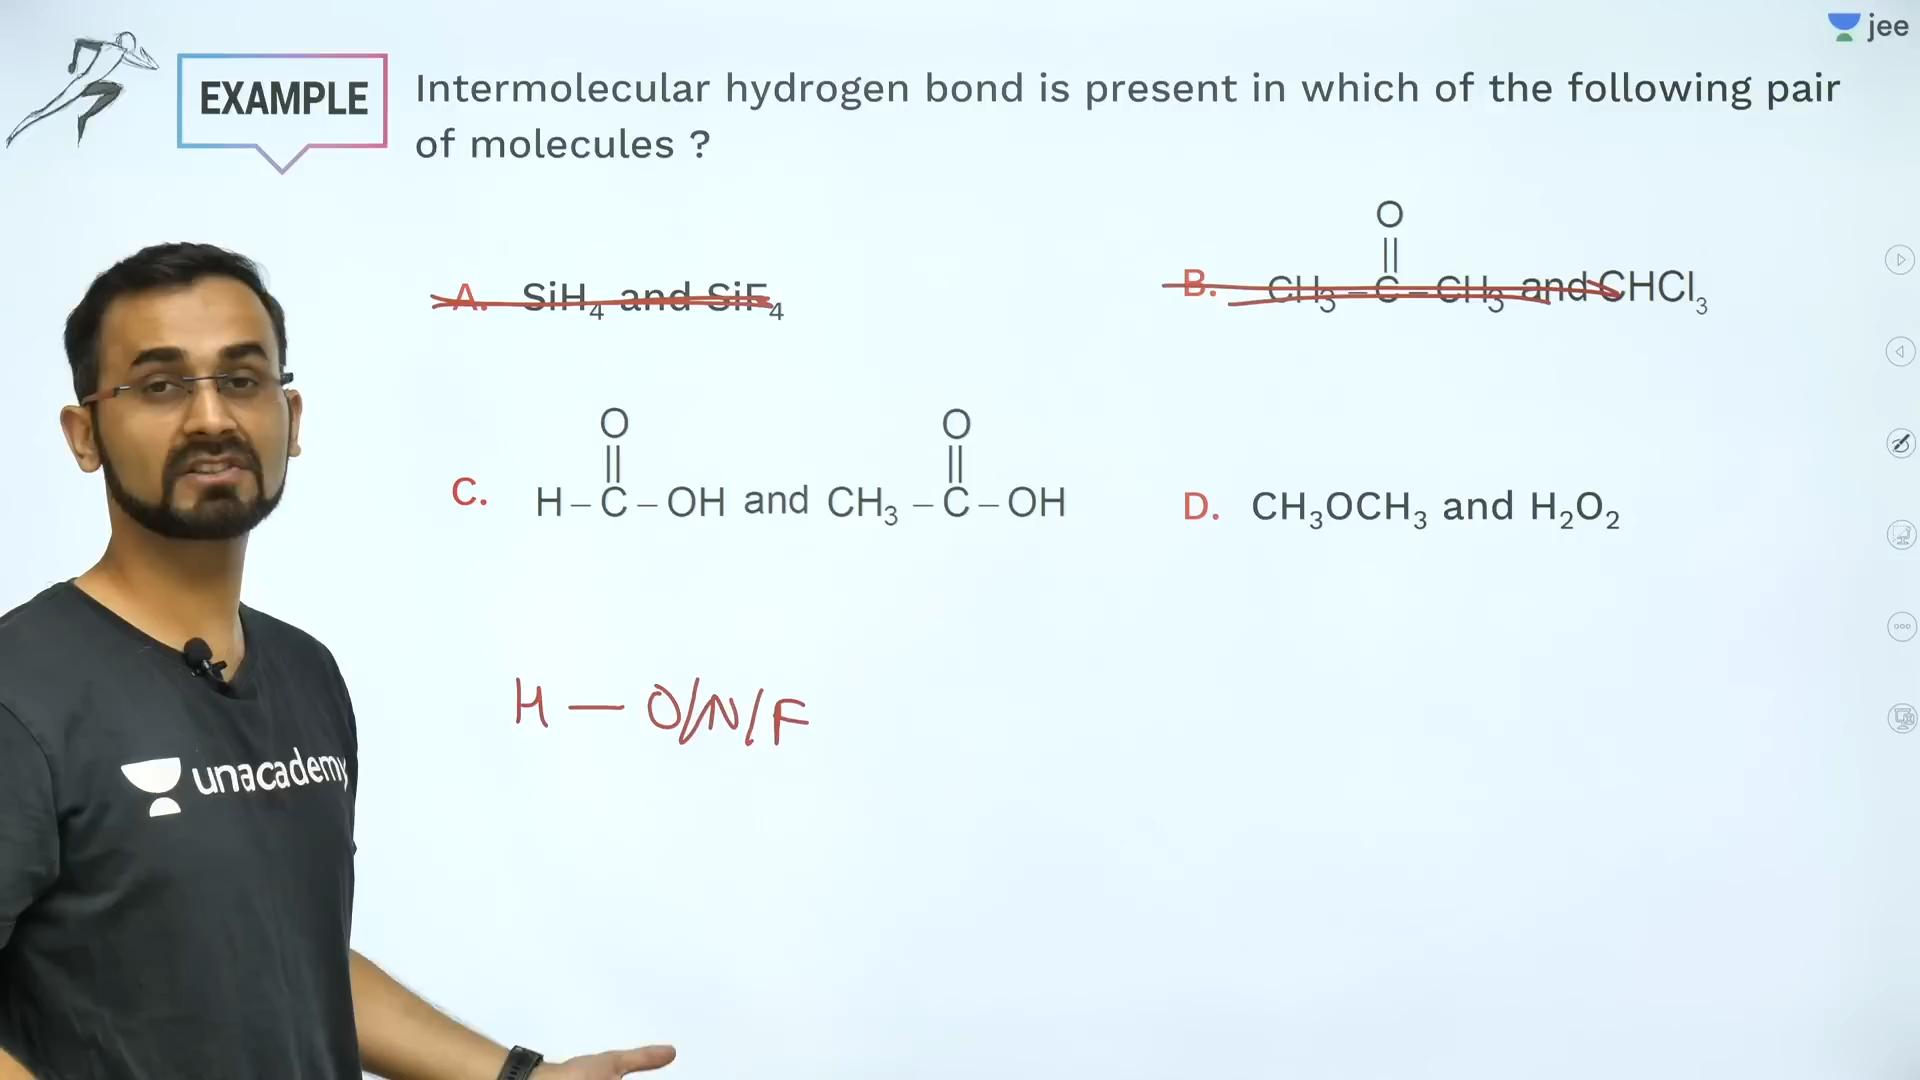 jee
EXAMPLE
Intermolecular hydrogen bond is present in which of the following pair
of molecules ?
A. SiH₄ and SiF₄
O
||
B. CH₃ – C – CH₃ and CHCl₃
O O
|| ||
C. H – C – OH and CH₃ – C – OH
D. CH₃OCH₃ and H₂O₂
H — O/N/F
unacademy